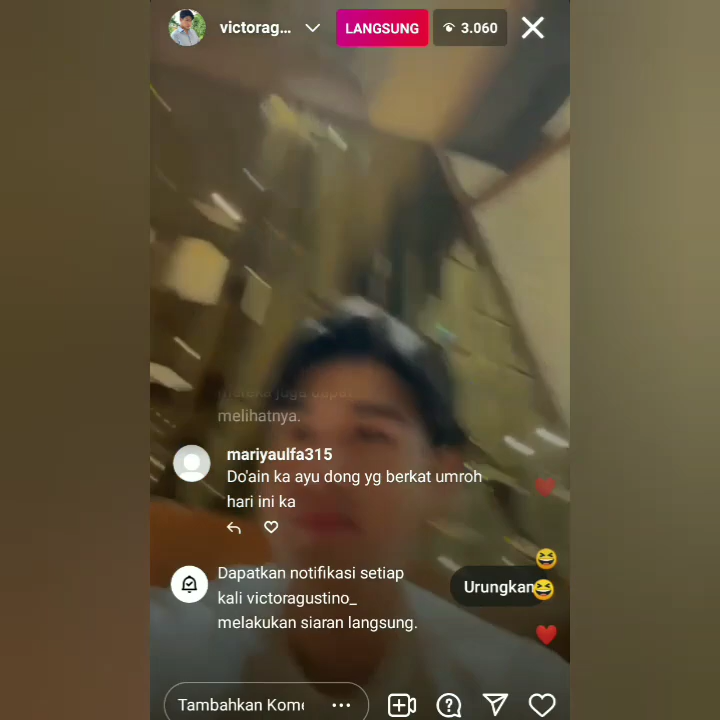 victorag...
LANGSUNG
3.060
melihatnya.
mariyaulfa315
Do'ain ka ayu dong yg berkat umroh
hari ini ka
Dapatkan notifikasi setiap
kali victoragustino_
melakukan siaran langsung.
Urungkan
Tambahkan Kome